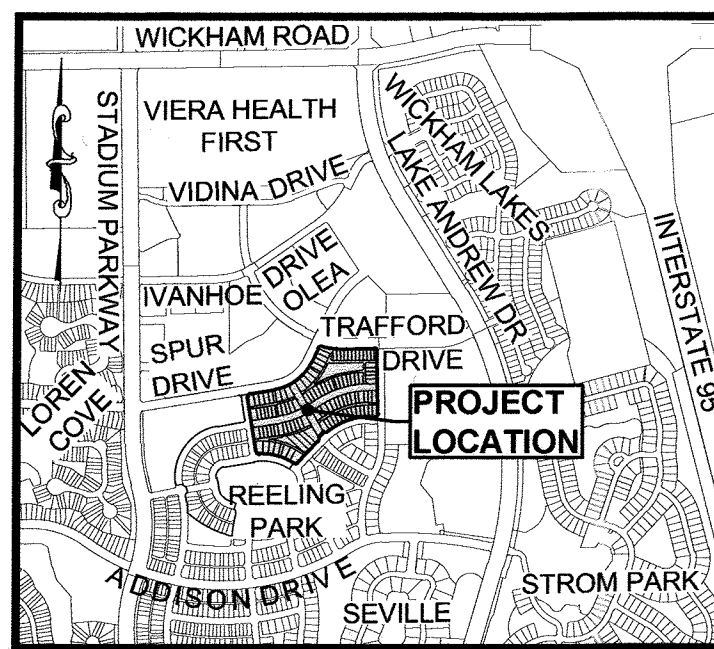 WICKHAM ROAD
STADIUM PARKWAY
VIERA HEALTH
FIRST
VIDINA DRIVE
WICKHAM LAKES
LAKE ANDREW DR
INTERSTATE 95
DRIVE
OLEA
IVANHOE
SPUR
DRIVE
TRAFFORD
DRIVE
LOREN
COVE
PROJECT
LOCATION
REELING
PARK
ADDISON DRIVE
STROM PARK
SEVILLE